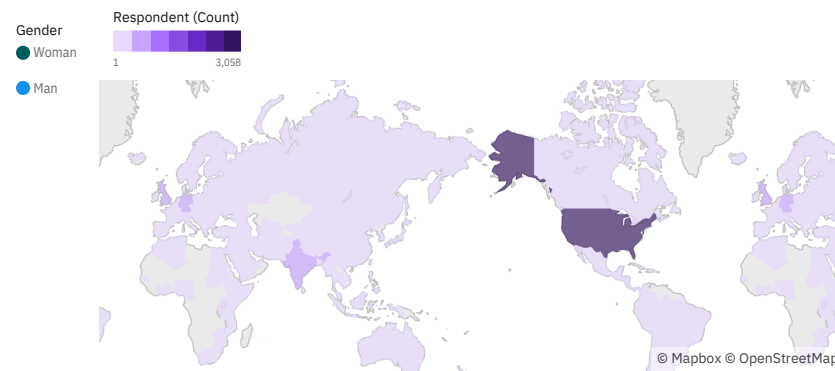 Respondent (Count)
Gender
Woman
1
3,058
Man
© Mapbox © OpenStreetMap